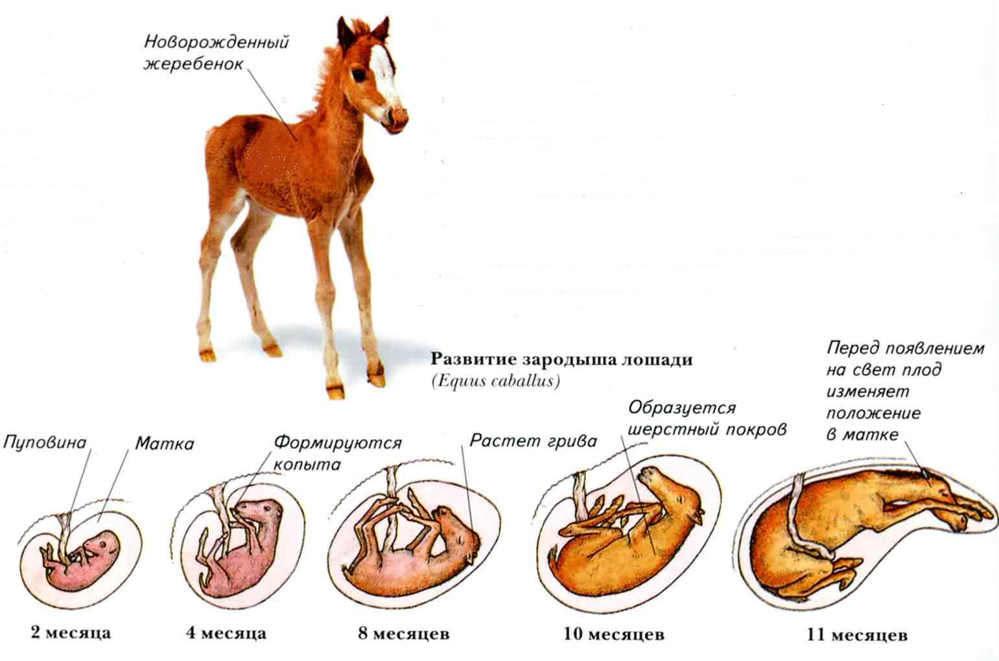 Новорожденный
жеребенок
Развитие зародыша лошади
(Equus caballus)
Пуповина
Матка
Формируются
копыта
Растет грива
Образуется
шерстный покров
Перед появлением
на свет плод
изменяет
положение
в матке
2 месяца
4 месяца
8 месяцев
10 месяцев
11 месяцев